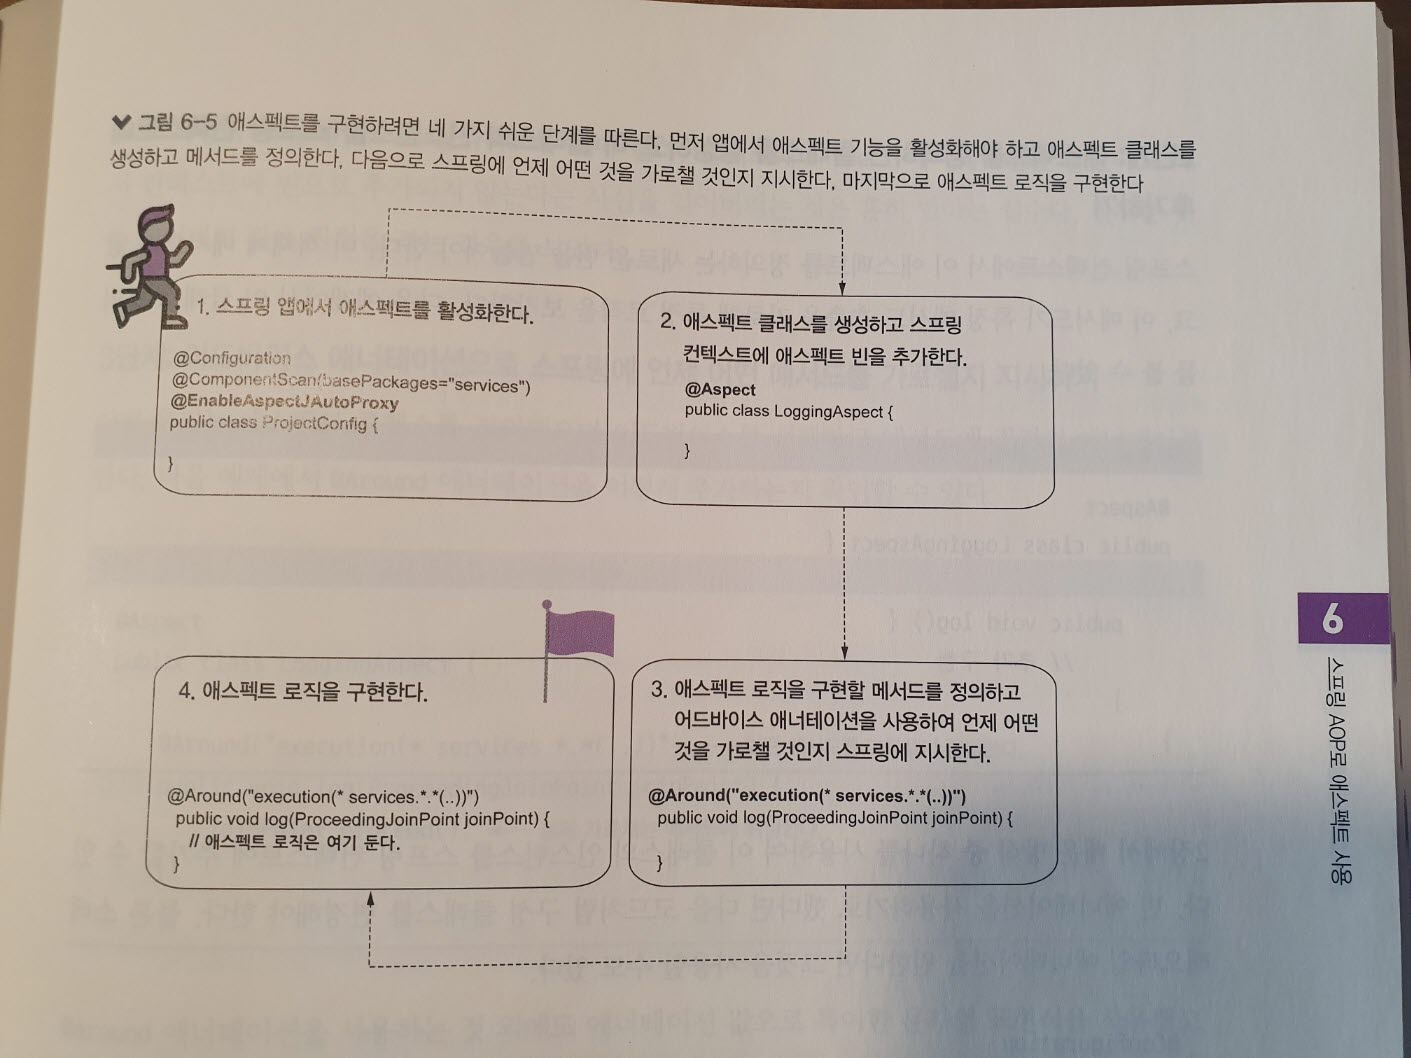 그림 6-5 애스펙트를 구현하려면 네 가지 쉬운 단계를 따른다. 먼저 앱에서 애스펙트 기능을 활성화해야 하고 애스펙트 클래스를
생성하고 메서드를 정의한다. 다음으로 스프링에 언제 어떤 것을 가로챌 것인지 지시한다. 마지막으로 애스펙트 로직을 구현한다
1. 스프링 앱에서 애스펙트를 활성화한다.
@Configuration
@ComponentScan(basePackages="services")
@EnableAspectJAutoProxy
public class ProjectConfig {
}
2. 애스펙트 클래스를 생성하고 스프링
컨텍스트에 애스펙트 빈을 추가한다.
@Aspect
public class LoggingAspect {
}
3. 애스펙트 로직을 구현할 메서드를 정의하고
어드바이스 애너테이션을 사용하여 언제 어떤
것을 가로챌 것인지 스프링에 지시한다.
@Around("execution(* services.*.*(..))")
public void log(ProceedingJoinPoint joinPoint) {
}
4. 애스펙트 로직을 구현한다.
@Around("execution(* services.*.*(..))")
public void log(ProceedingJoinPoint joinPoint) {
// 애스펙트 로직은 여기 둔다.
}
6
스프링 AOP로 애스펙트 사용